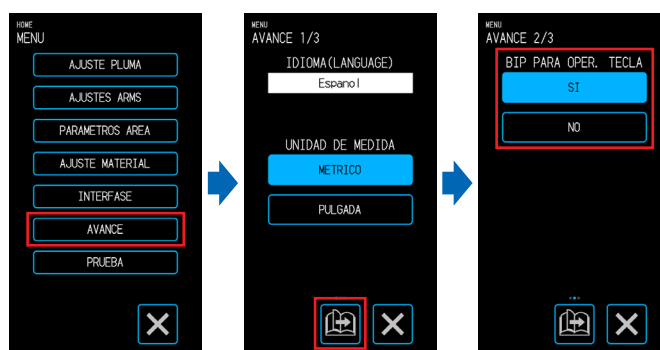 HOME
MENU
AJUSTE PLUMA
AJUSTES ARMS
PARAMETROS AREA
AJUSTE MATERIAL
INTERFASE
AVANCE
PRUEBA
MENU
AVANCE 1/3
IDIOMA(LANGUAGE)
Espanol
UNIDAD DE MEDIDA
METRICO
PULGADA
MENU
AVANCE 2/3
BIP PARA OPER. TECLA
SI
NO